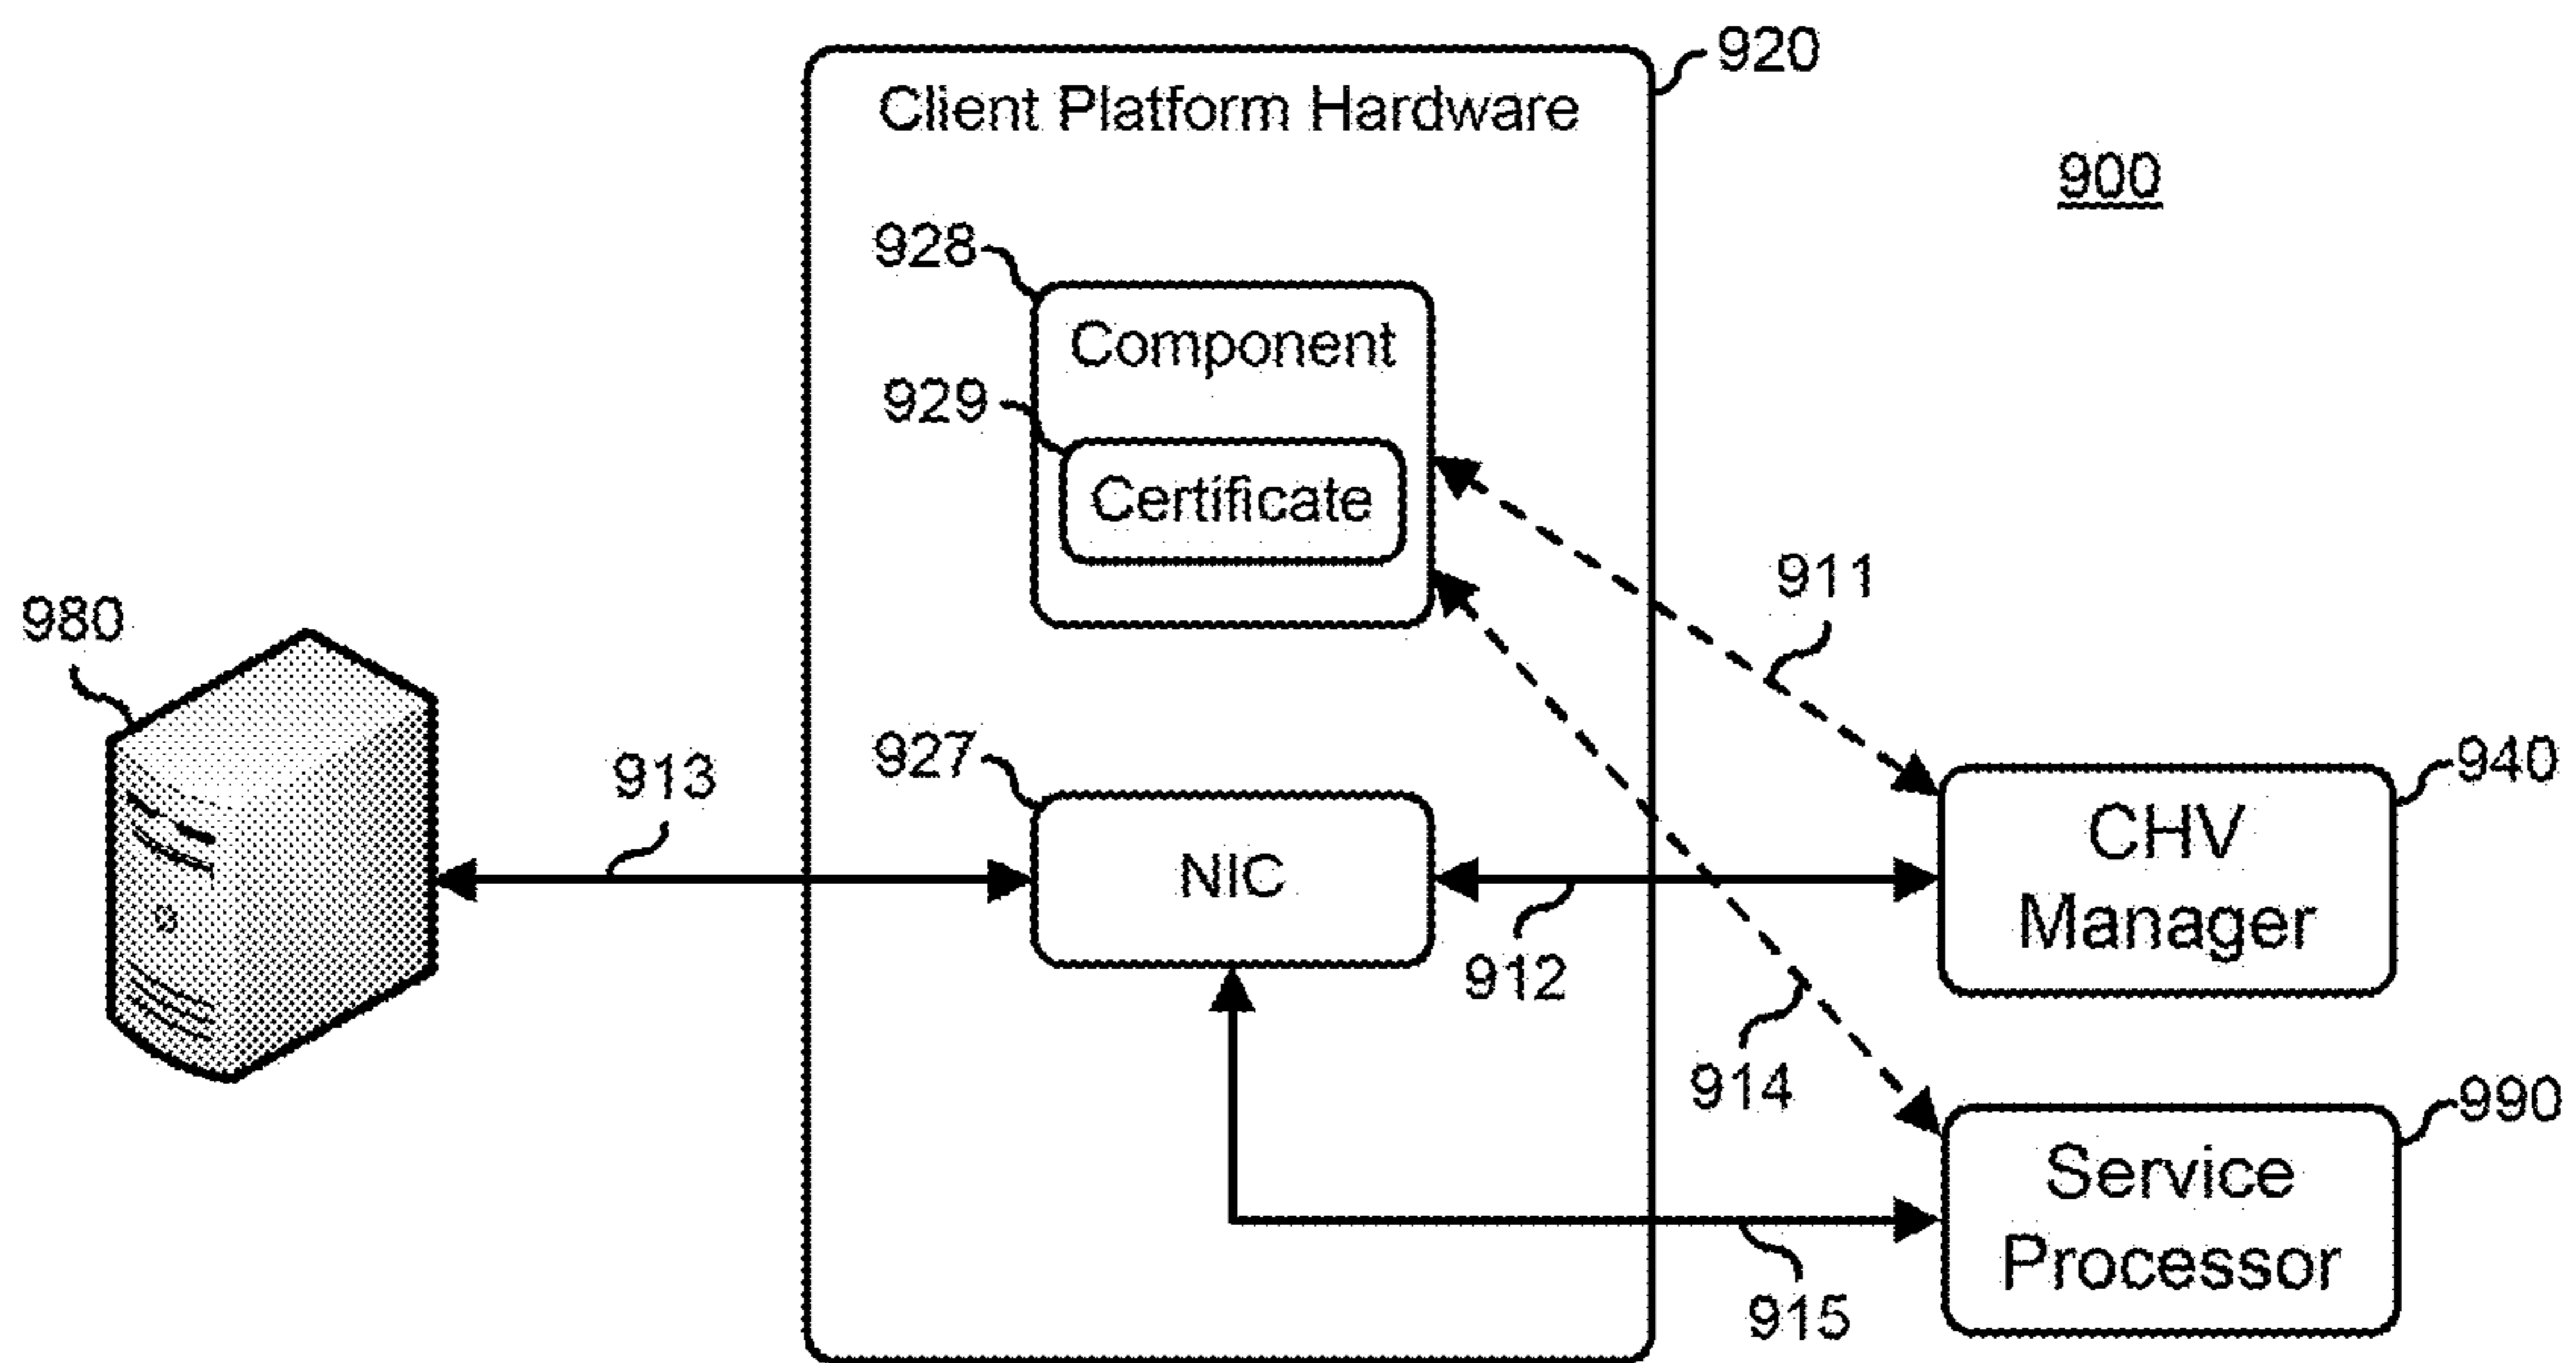 920
Client Platform Hardware
900
928
Component
929
Certificate
911
980
927
913
NIC
940
CHV
Manager
912
914
990
Service
Processor
915